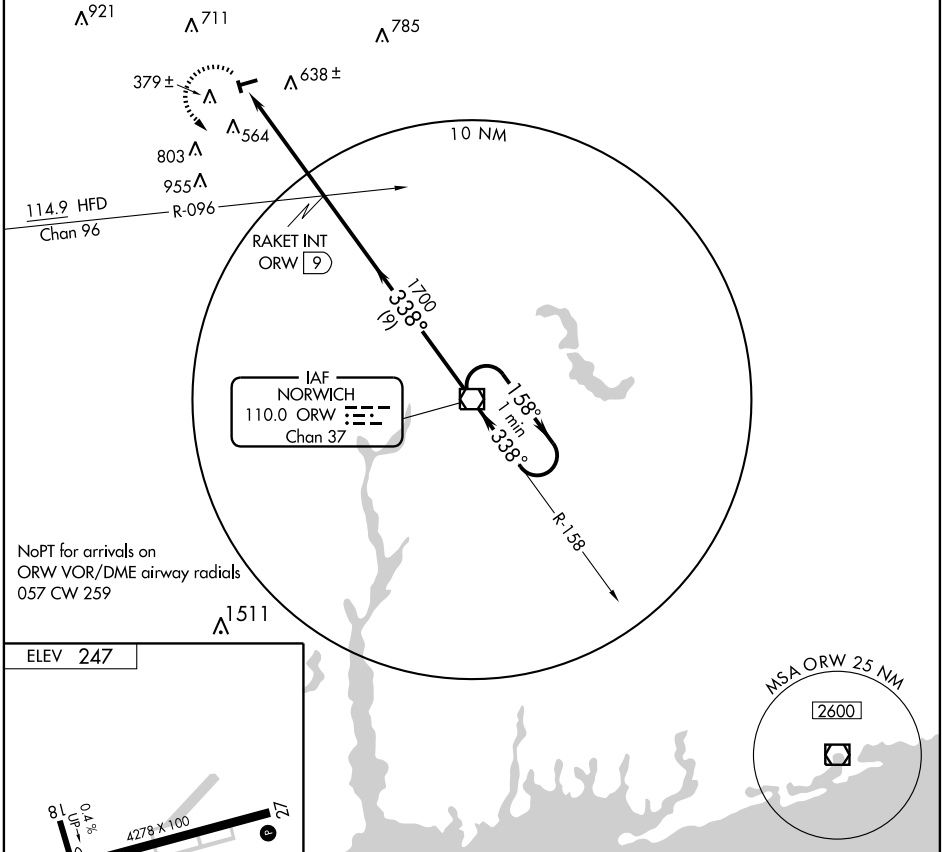 921
711
785
379 ±
638 ±
564
803
955
10 NM
114.9 HFD
Chan 96
R-096
RAKET INT
ORW 9
1700
338°
(9)
IAF
NORWICH
110.0 ORW
Chan 37
158°
1 min
338°
R-158
NoPT for arrivals on
ORW VOR/DME airway radials
057 CW 259
1511
ELEV 247
MSA ORW 25 NM
2600
18
0.4%
UP
4278 X 100
27
P